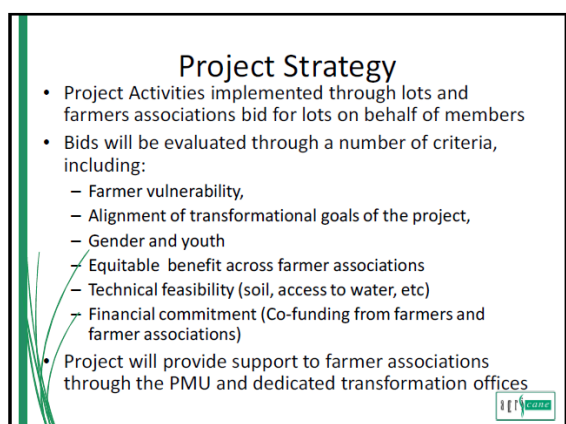 Project Strategy
• Project Activities implemented through lots and
farmers associations bid for lots on behalf of members
• Bids will be evaluated through a number of criteria,
including:
– Farmer vulnerability,
– Alignment of transformational goals of the project,
– Gender and youth
– Equitable benefit across farmer associations
– Technical feasibility (soil, access to water, etc)
– Financial commitment (Co-funding from farmers and
farmer associations)
• Project will provide support to farmer associations
through the PMU and dedicated transformation offices
agricane